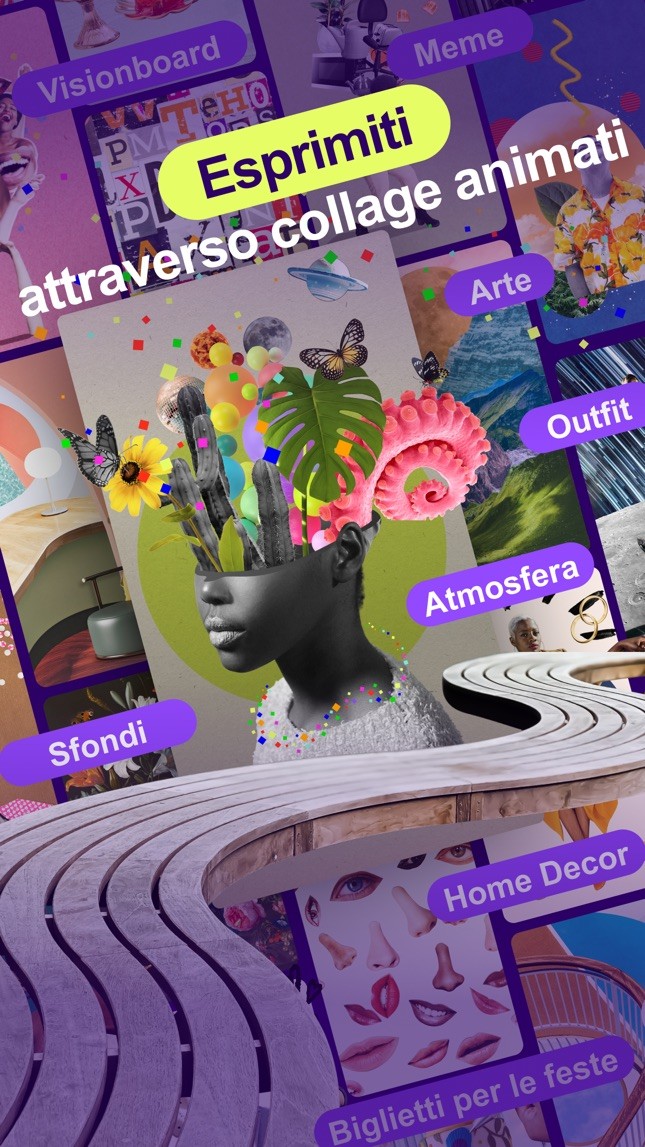 Visionboard
Meme
Esprimiti
attraverso collage animati
Arte
Outfit
Atmosfera
Sfondi
Home Decor
Biglietti per le feste